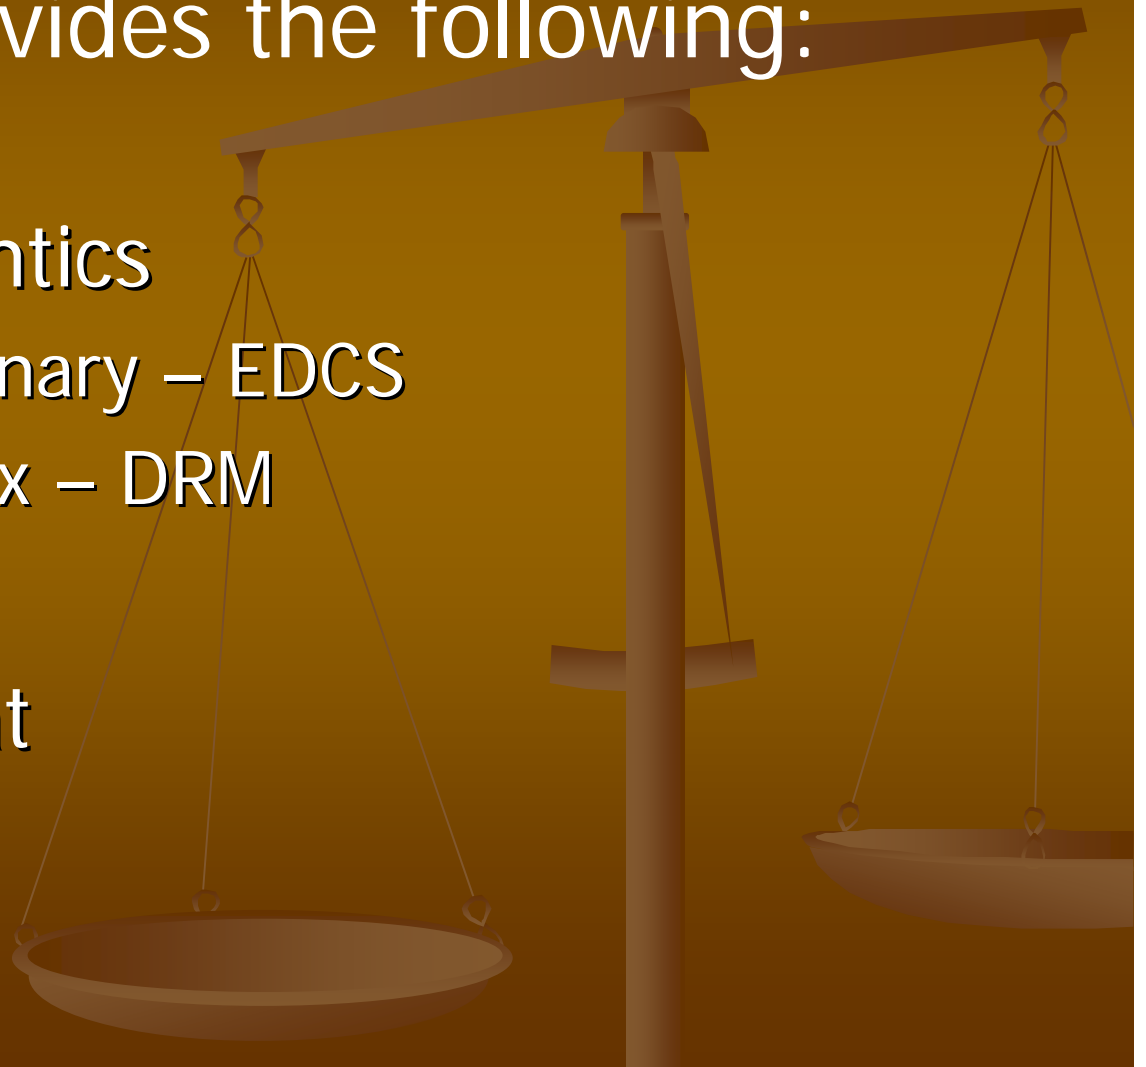 vides the following:
ntics
nary – EDCS
x – DRM
t